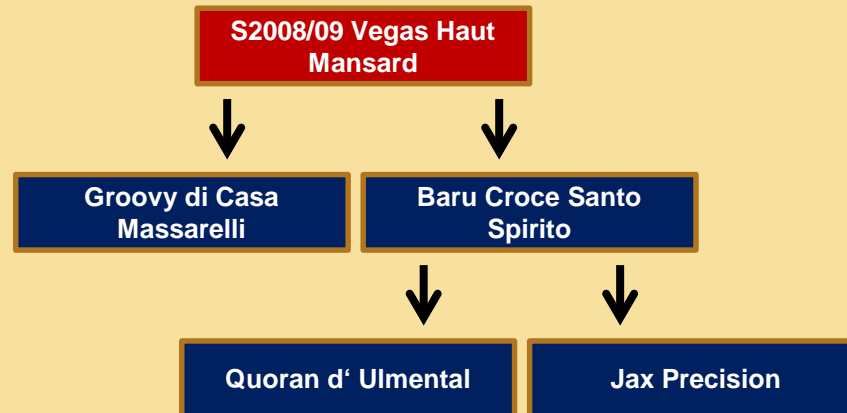 S2008/09 Vegas Haut
Mansard
Groovy di Casa
Massarelli
Baru Croce Santo
Spirito
Quoran d‘ Ulmental
Jax Precision